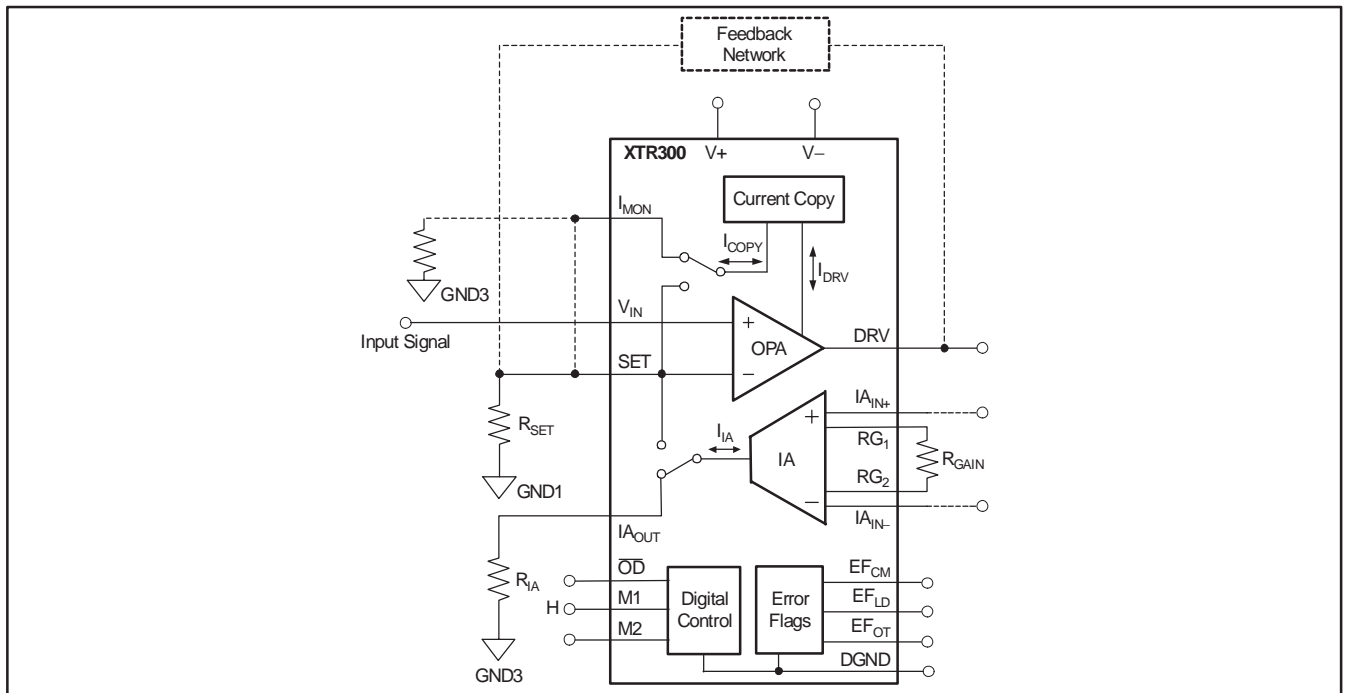 Feedback
Network
XTR300
V+
V−
Current Copy
I_MON
I_COPY
I_DRV
GND3
V_IN
Input Signal
+
OPA
−
DRV
SET
R_SET
GND1
IA_IN+
+
RG_1
I_IA
IA
R_GAIN
RG_2
−
IA_IN−
IA_OUT
R_IA
GND3
O̅D̅
H
M1
M2
Digital
Control
Error
Flags
EF_CM
EF_LD
EF_OT
DGND